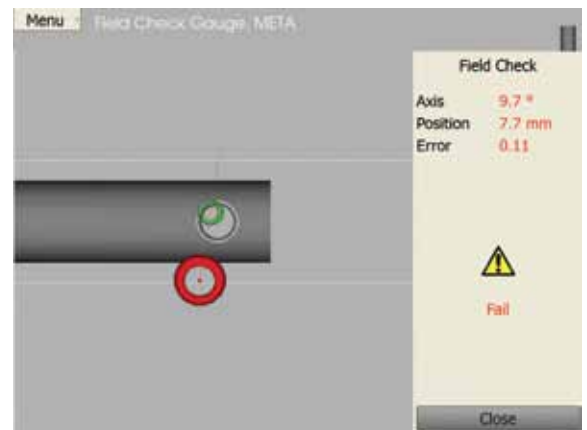 Menu
Field Check Gauge, META
Field Check
Axis 9.7 °
Position 7.7 mm
Error 0.11
Fail
Close